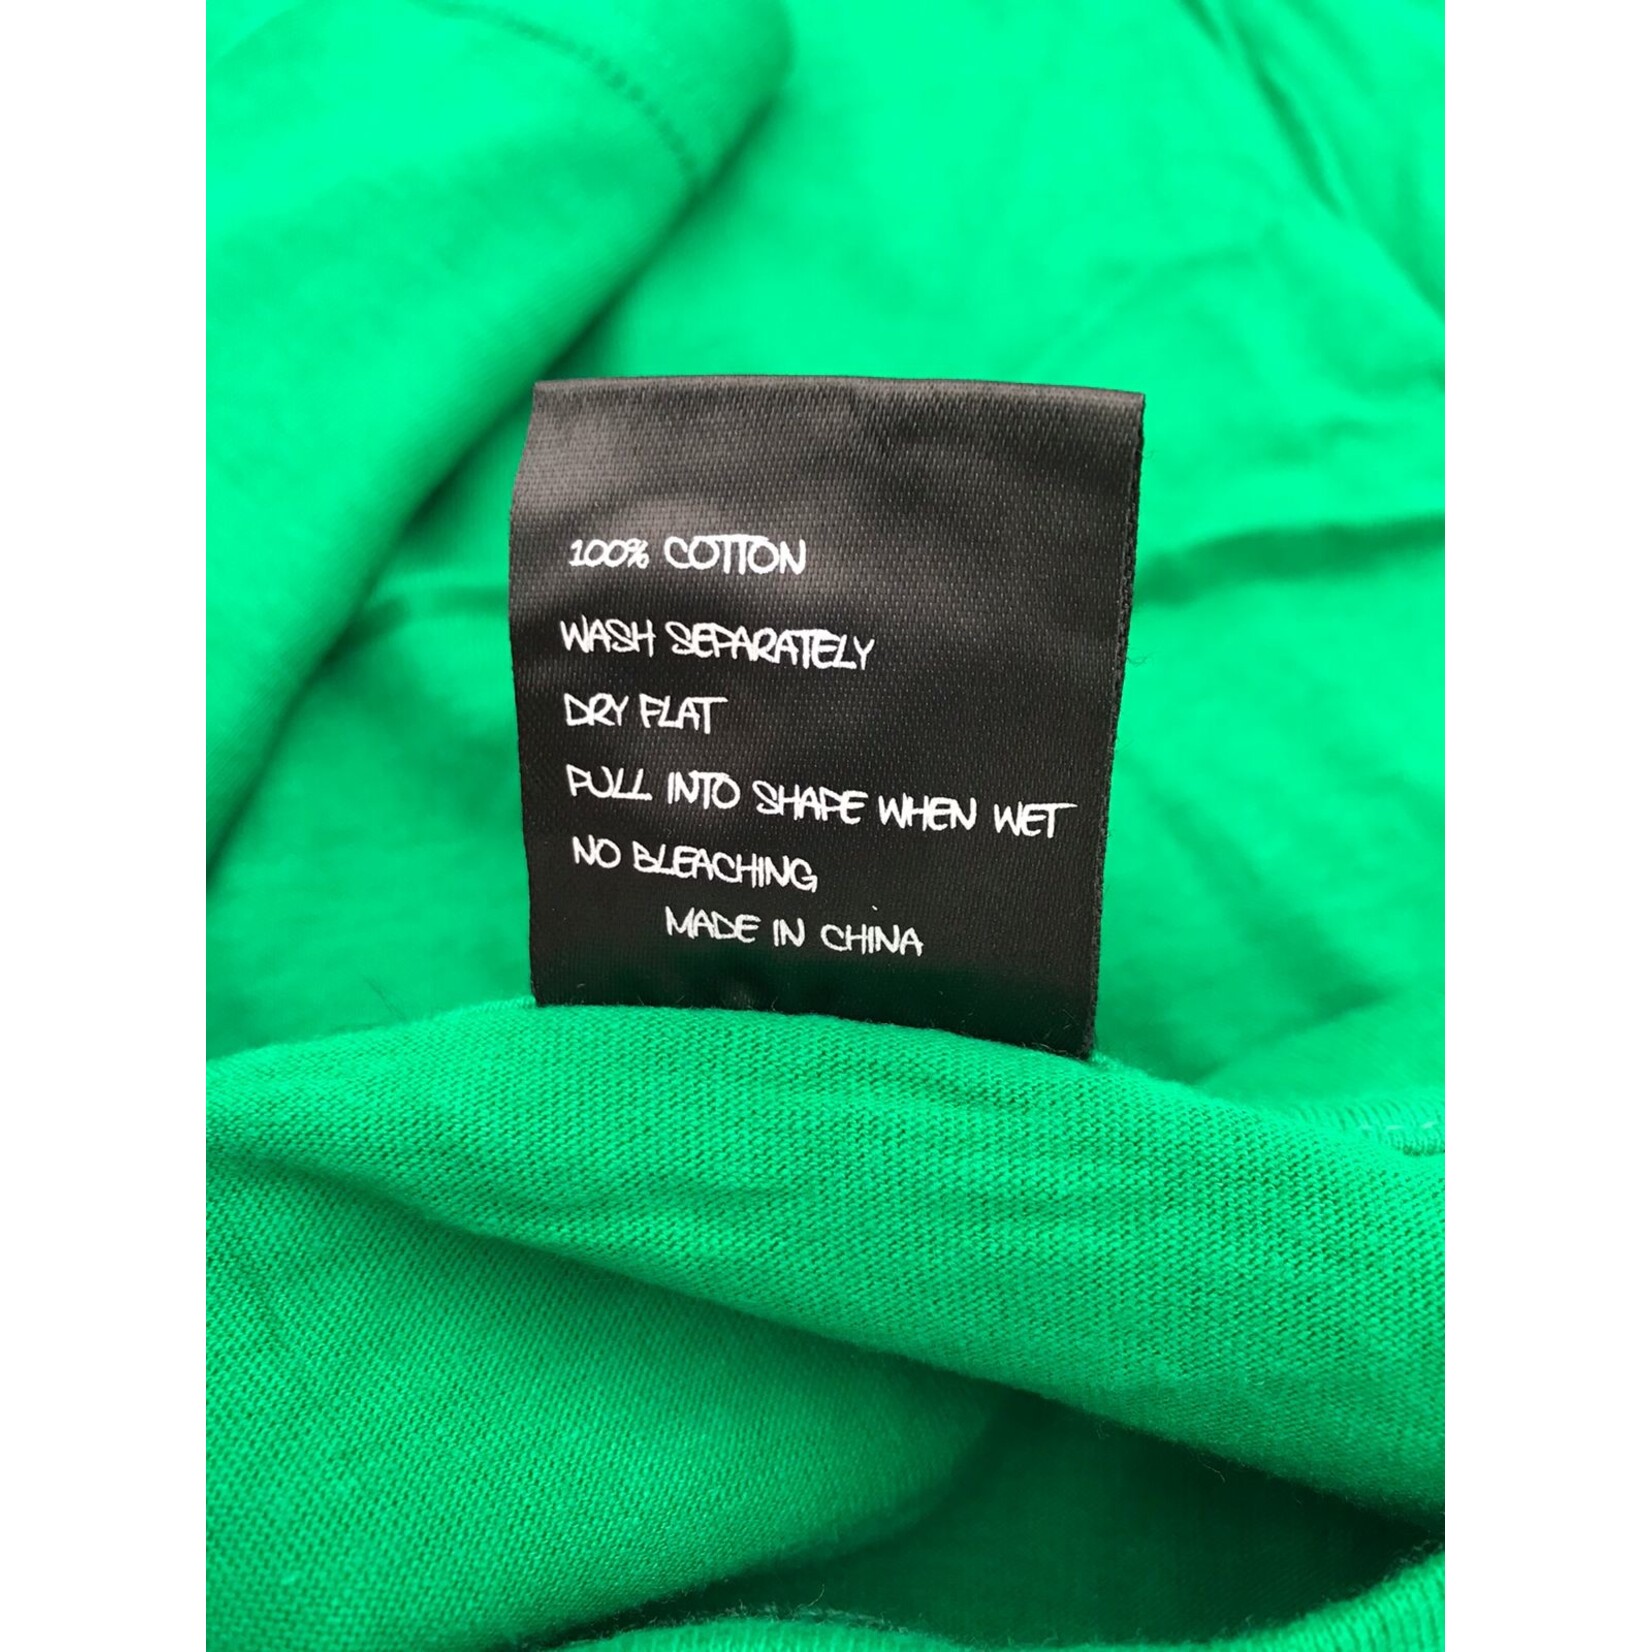 100% COTTON
WASH SEPARATELY
DRY FLAT
PULL INTO SHAPE WHEN WET
NO BLEACHING
MADE IN CHINA